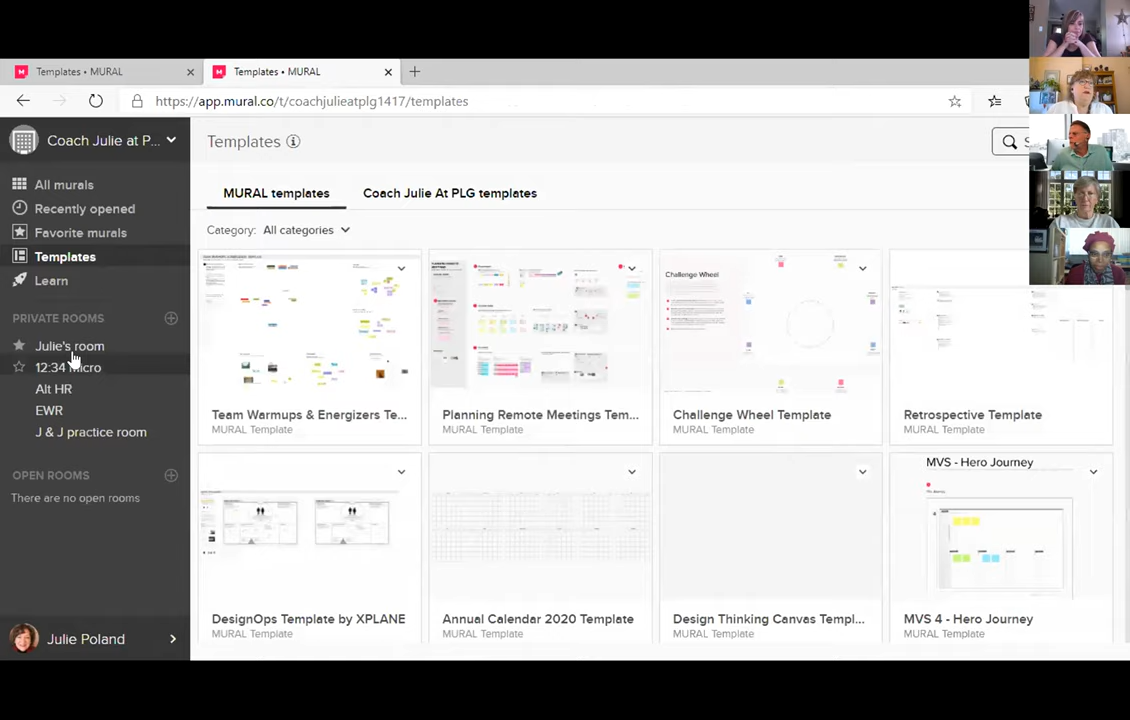 Templates • MURAL
Templates • MURAL
https://app.mural.co/t/coachjulieatplg1417/templates
Coach Julie at P...
All murals
Recently opened
Favorite murals
Templates
Learn
PRIVATE ROOMS
Julie's room
12:34
Alt HR
EWR
J & J practice room
OPEN ROOMS
There are no open rooms
Julie Poland
Templates
MURAL templates
Coach Julie At PLG templates
Category: All categories
Challenge Wheel
Team Warmups & Energizers Te...
MURAL Template
Planning Remote Meetings Tem...
MURAL Template
Challenge Wheel Template
MURAL Template
Retrospective Template
MURAL Template
MVS - Hero Journey
DesignOps Template by XPLANE
MURAL Template
Annual Calendar 2020 Template
MURAL Template
Design Thinking Canvas Templ...
MURAL Template
MVS 4 - Hero Journey
MURAL Template